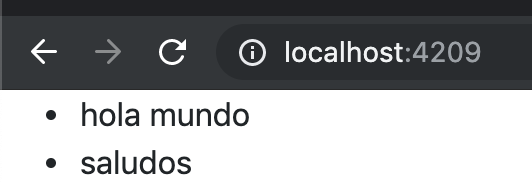 localhost:4209
• hola mundo
• saludos